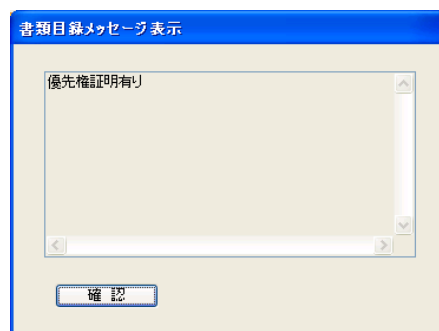 書類目録メッセージ表示
優先権証明有り
確認